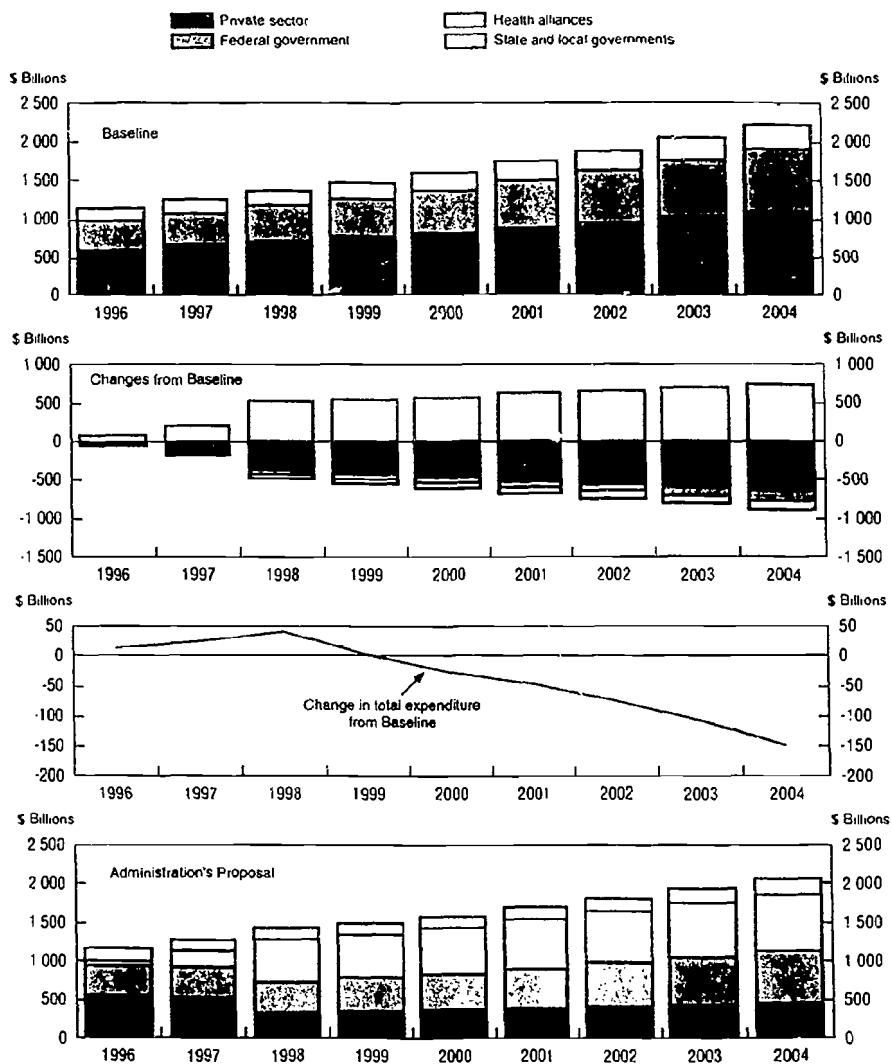 Private sector
Health alliances
Federal government
State and local governments
$ Billions
$ Billions
2 500
2 500
Baseline
2 000
2 000
1 500
1 500
1 000
1 000
500
500
0
0
1996 1997 1998 1999 2000 2001 2002 2003 2004
$ Billions
$ Billions
1 000
1 000
Changes from Baseline
500
500
0
0
-500
-500
-1 000
-1 000
-1 500
-1 500
1996 1997 1998 1999 2000 2001 2002 2003 2004
$ Billions
$ Billions
50
50
0
0
-50
-50
Change in total expenditure
from Baseline
-100
-100
-150
-150
-200
-200
1996 1997 1998 1999 2000 2001 2002 2003 2004
$ Billions
$ Billions
2 500
2 500
Administration's Proposal
2 000
2 000
1 500
1 500
1 000
1 000
500
500
0
0
1996 1997 1998 1999 2000 2001 2002 2003 2004